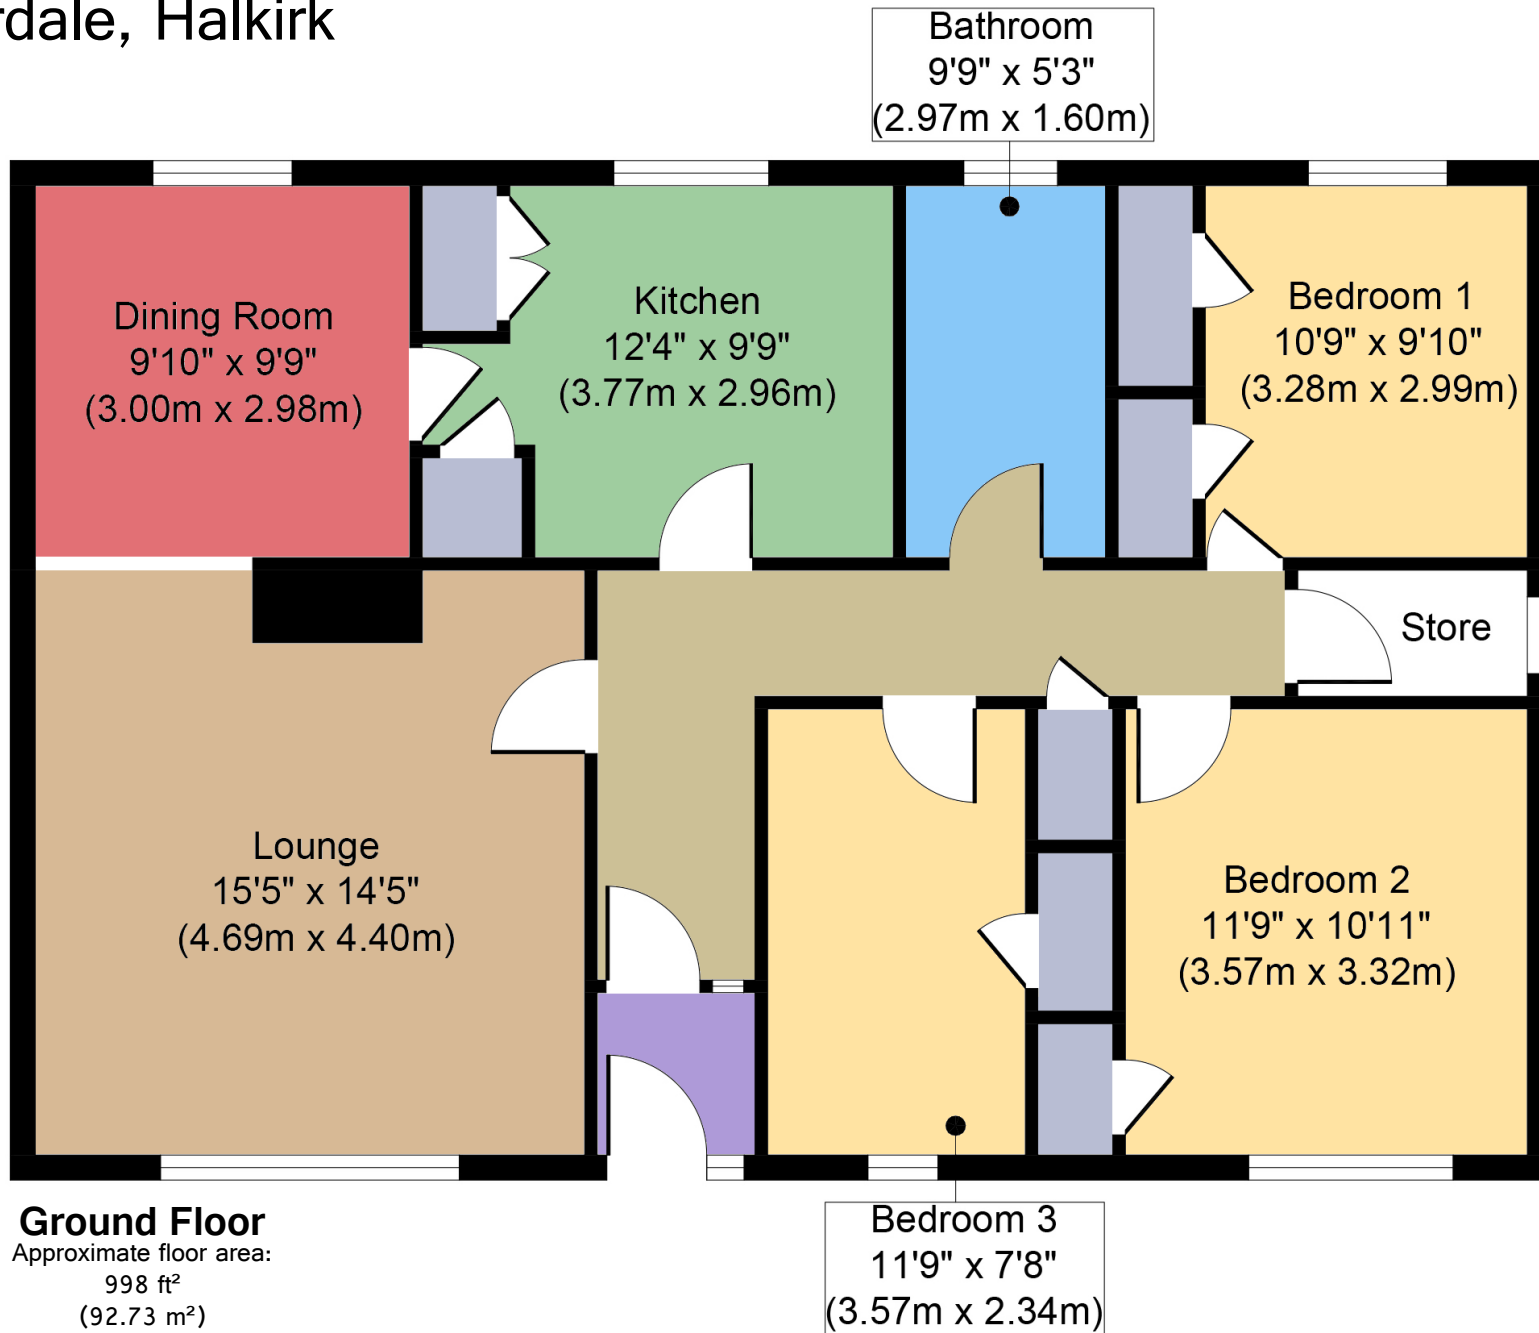 Halkirk
Bathroom
9'9" x 5'3"
(2.97m x 1.60m)
Dining Room
9'10" x 9'9"
(3.00m x 2.98m)
Kitchen
12'4" x 9'9"
(3.77m x 2.96m)
Bedroom 1
10'9" x 9'10"
(3.28m x 2.99m)
Store
Lounge
15'5" x 14'5"
(4.69m x 4.40m)
Bedroom 2
11'9" x 10'11"
(3.57m x 3.32m)
Bedroom 3
11'9" x 7'8"
(3.57m x 2.34m)
Ground Floor
Approximate floor area:
998 ft²
(92.73 m²)